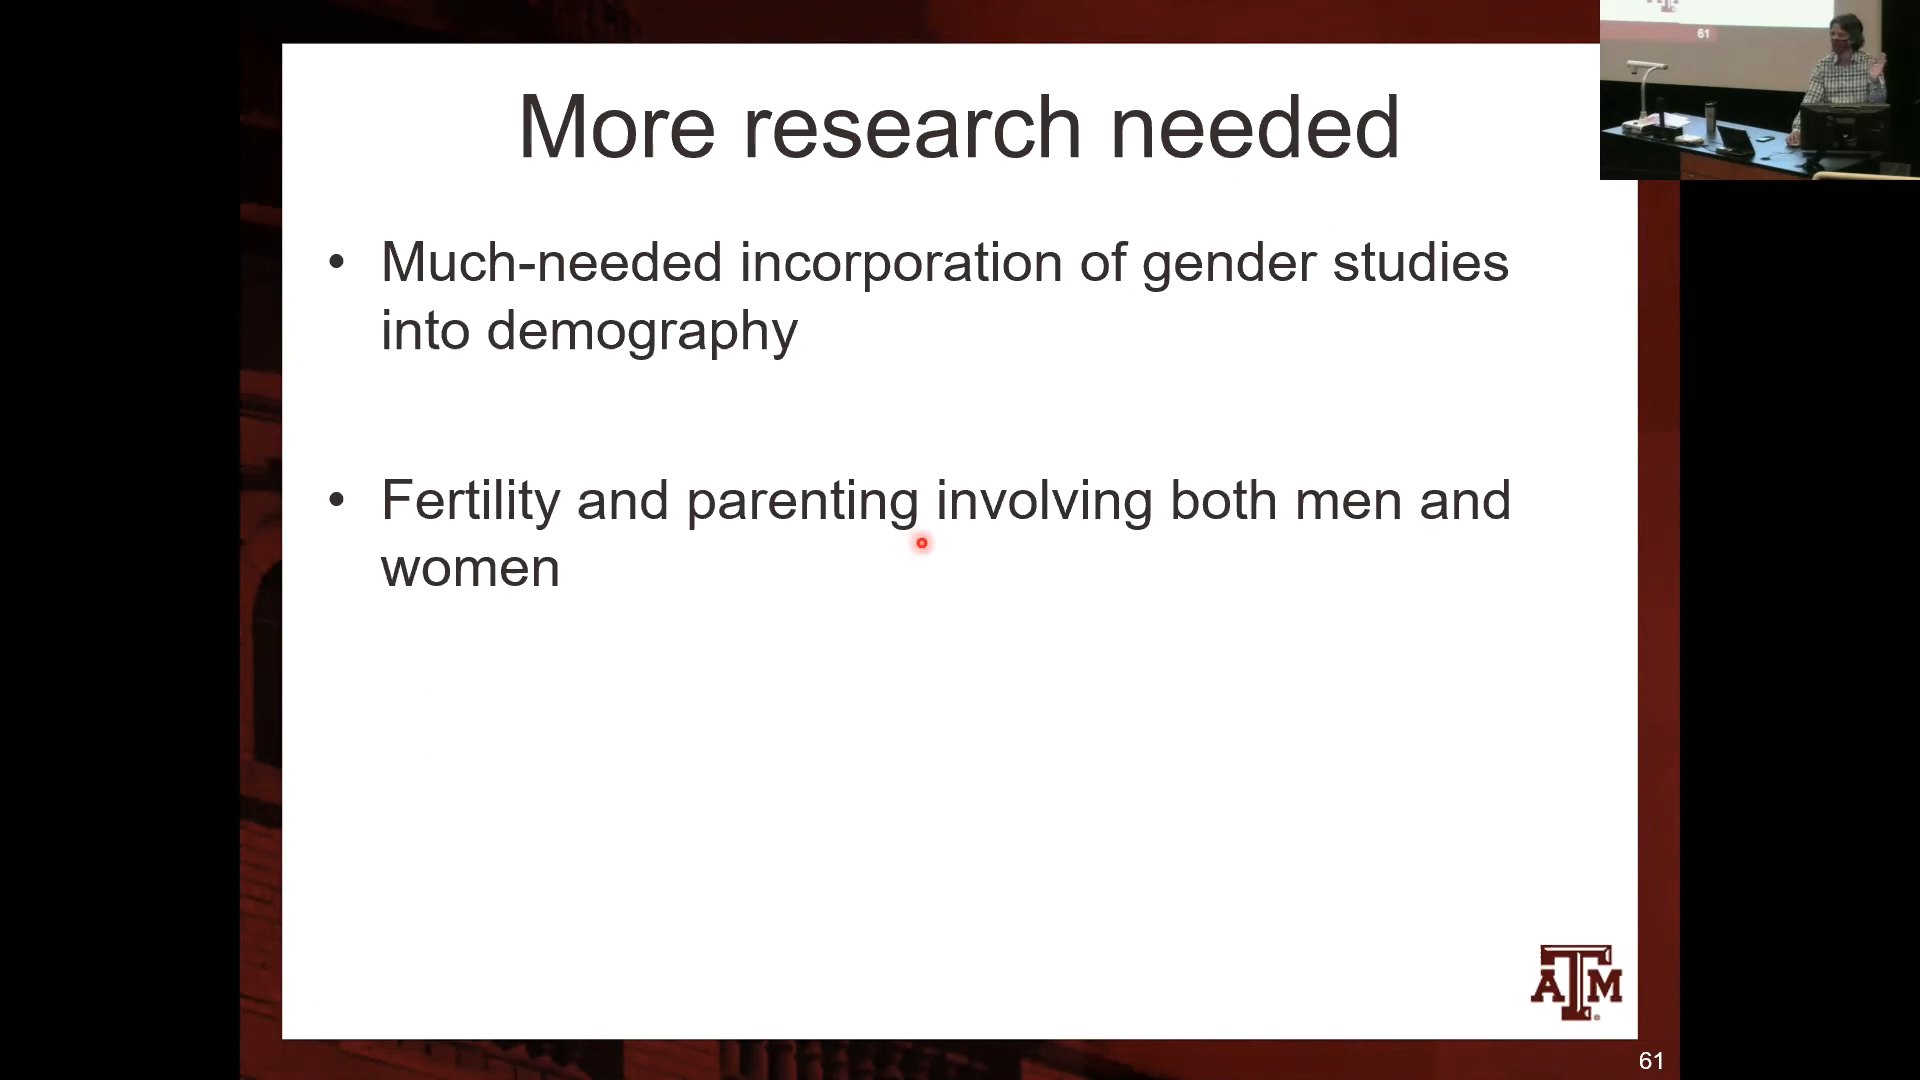 More research needed
• Much-needed incorporation of gender studies
into demography
• Fertility and parenting involving both men and
women
ATM
61
61